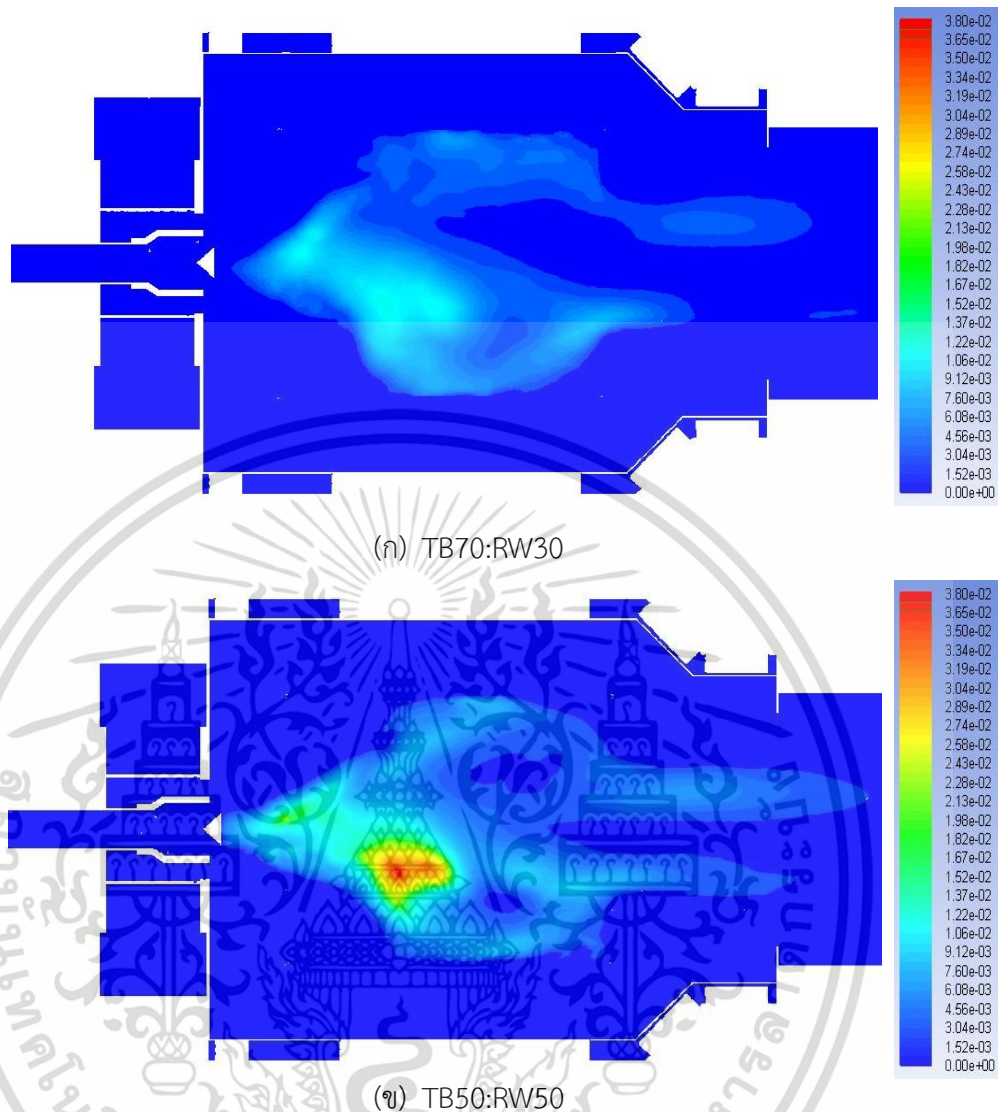 3.80e-02
3.65e-02
3.50e-02
3.34e-02
3.19e-02
3.04e-02
2.89e-02
2.74e-02
2.58e-02
2.43e-02
2.28e-02
2.13e-02
1.98e-02
1.82e-02
1.67e-02
1.52e-02
1.37e-02
1.22e-02
1.06e-02
9.12e-03
7.60e-03
6.08e-03
4.56e-03
3.04e-03
1.52e-03
0.00e+00
(ก) TB70:RW30
3.80e-02
3.65e-02
3.50e-02
3.34e-02
3.19e-02
3.04e-02
2.89e-02
2.74e-02
2.58e-02
2.43e-02
2.28e-02
2.13e-02
1.98e-02
1.82e-02
1.67e-02
1.52e-02
1.37e-02
1.22e-02
1.06e-02
9.12e-03
7.60e-03
6.08e-03
4.56e-03
3.04e-03
1.52e-03
0.00e+00
(ข) TB50:RW50